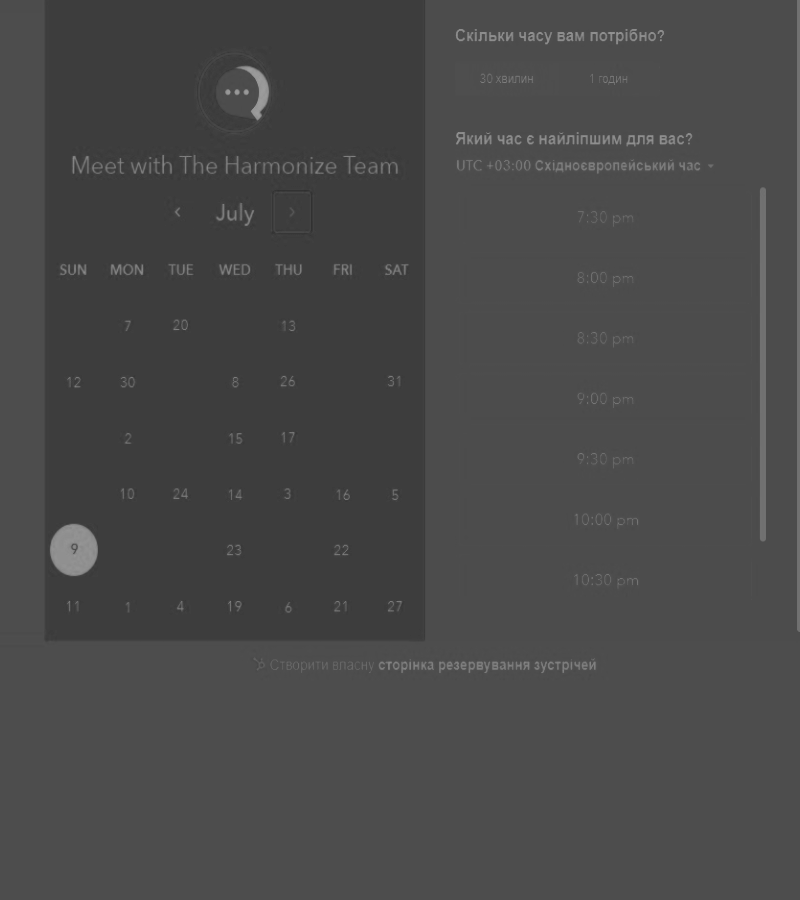 Meet with The Harmonize Team
July
SUN MON TUE WED THU FRI SAT
7 20 13
12 30 8 26 31
2 15 17
10 24 14 3 16 5
9 23 22
11 1 4 19 6 21 27
Скільки часу вам потрібно?
30 хвилин 1 годин
Який час є найліпшим для вас?
UTC +03:00 Східноєвропейський час
7:30 pm
8:00 pm
8:30 pm
9:00 pm
9:30 pm
10:00 pm
10:30 pm
Створити власну сторінка резервування зустрічей